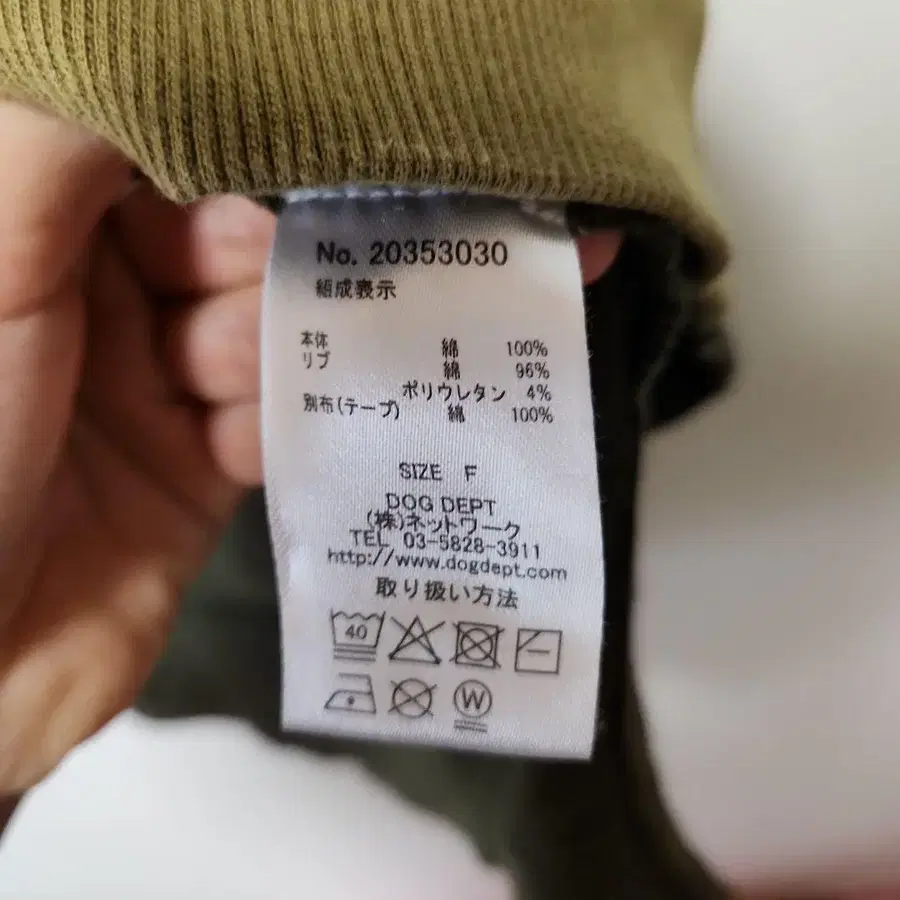 No. 20353030
組成表示
本体 綿 100%
リブ 綿 96%
ポリウレタン 4%
別布(テープ) 綿 100%
SIZE F
DOG DEPT
(株)ネットワーク
TEL 03-5828-3911
http://www.dogdept.com
取り扱い方法
40
W